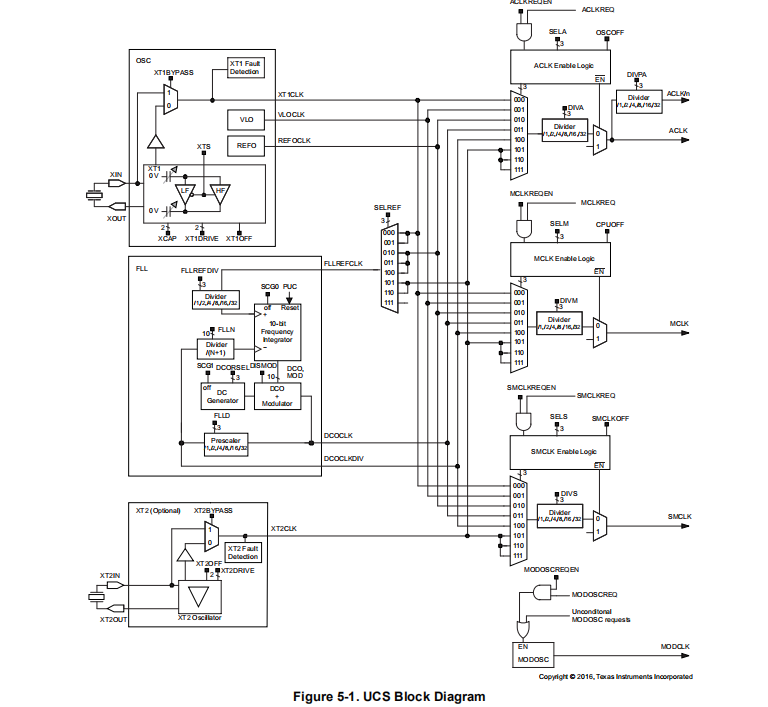 ACLKREQEN
ACLKREQ
SELA
3
OSCOFF
ACLK Enable Logic
EN
3
DIVPA
3
Divider
/1/2/4/8/16/32
ACLK/n
000
001
010
011
100
101
110
111
DIVA
3
Divider
/1/2/4/8/16/32
0
1
ACLK
OSC
XT1BYPASS
XT1 Fault
Detection
1
0
XT1CLK
VLO
VLOCLK
REFO
REFOCLK
XTS
XIN
XT1
0 V
LF
HF
0 V
XOUT
2
2
XCAP
XT1DRIVE
XT1OFF
SELREF
3
000
001
010
011
100
101
110
111
MCLKREQEN
MCLKREQ
SELM
3
CPUOFF
MCLK Enable Logic
EN
3
000
001
010
011
100
101
110
111
DIVM
3
Divider
/1/2/4/8/16/32
0
1
MCLK
FLL
FLLREFCLK
FLLREFDIV
3
Divider
/1/2/4/8/16/32
SCG0
PUC
off
Reset
+
10-bit
Frequency
Integrator
−
FLLN
10
Divider
/(N+1)
SCG1
DCORSEL
DISMOD
DCO,
MOD
3
10
off
DC
Generator
DCO
+
Modulator
FLLD
3
Prescaler
/1/2/4/8/16/32
DCOCLK
DCOCLKDIV
SMCLKREQEN
SMCLKREQ
SELS
3
SMCLKOFF
SMCLK Enable Logic
EN
3
000
001
010
011
100
101
110
111
DIVS
3
Divider
/1/2/4/8/16/32
0
1
SMCLK
XT2 (Optional)
XT2BYPASS
1
0
XT2CLK
XT2 Fault
Detection
XT2OFF
XT2DRIVE
2
XT2IN
XT2OUT
XT2 Oscillator
MODOSCREQEN
MODOSCREQ
Unconditonal
MODOSC requests
EN
MODOSC
MODCLK
Copyright © 2016, Texas Instruments Incorporated
Figure 5-1. UCS Block Diagram